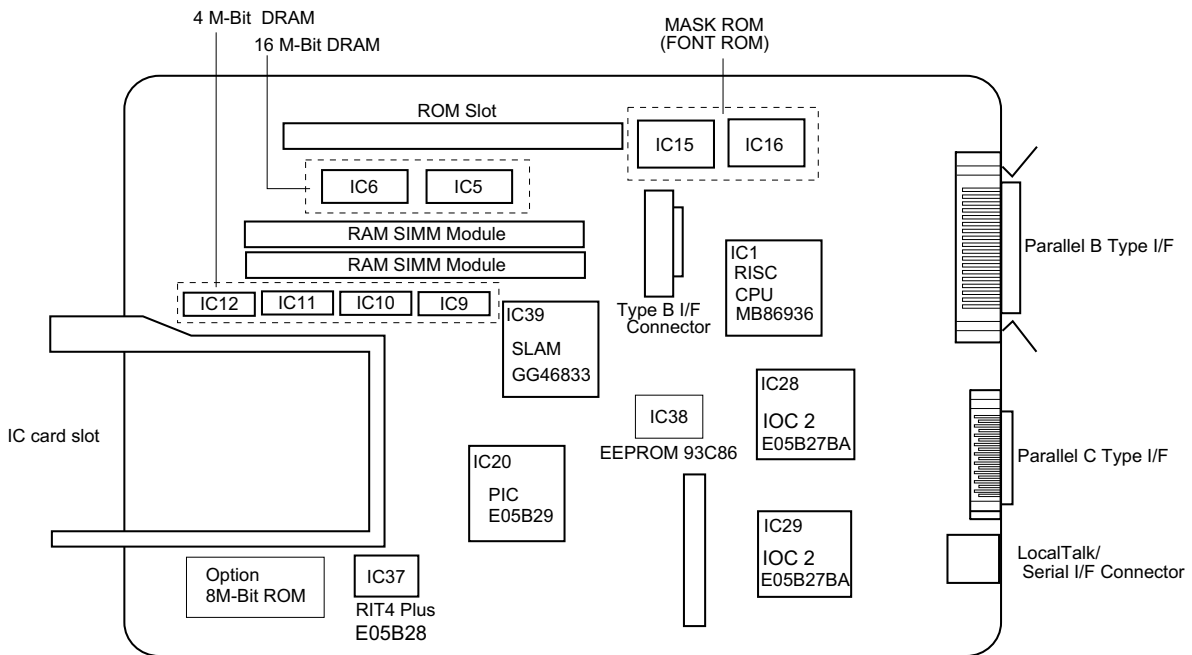 4 M-Bit DRAM
16 M-Bit DRAM
MASK ROM
(FONT ROM)
ROM Slot
IC15
IC16
IC6
IC5
RAM SIMM Module
RAM SIMM Module
IC12
IC11
IC10
IC9
IC39
SLAM
GG46833
Type B I/F
Connector
IC1
RISC
CPU
MB86936
Parallel B Type I/F
IC card slot
IC38
EEPROM 93C86
IC28
IOC 2
E05B27BA
Parallel C Type I/F
IC20
PIC
E05B29
IC29
IOC 2
E05B27BA
LocalTalk/
Serial I/F Connector
Option
8M-Bit ROM
IC37
RIT4 Plus
E05B28